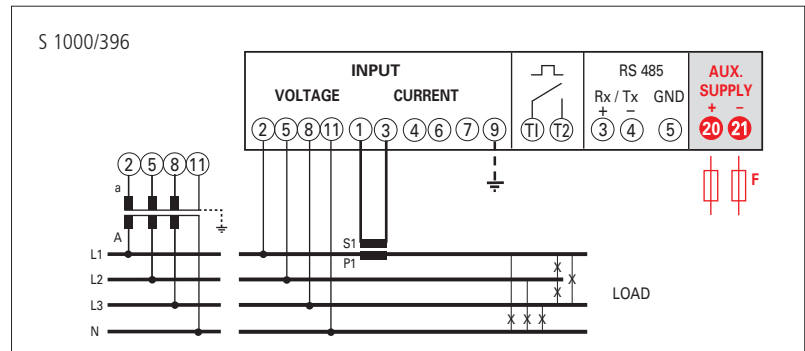 S 1000/396
INPUT
VOLTAGE CURRENT
2 5 8 11 1 3 4 6 7 9
T1 T2
RS 485
Rx / Tx GND
+ −
3 4 5
AUX.
SUPPLY
+ −
20 21
F
2 5 8 11
a
A
S1
P1
L1
L2
L3
N
X
X X
X
X X X
LOAD